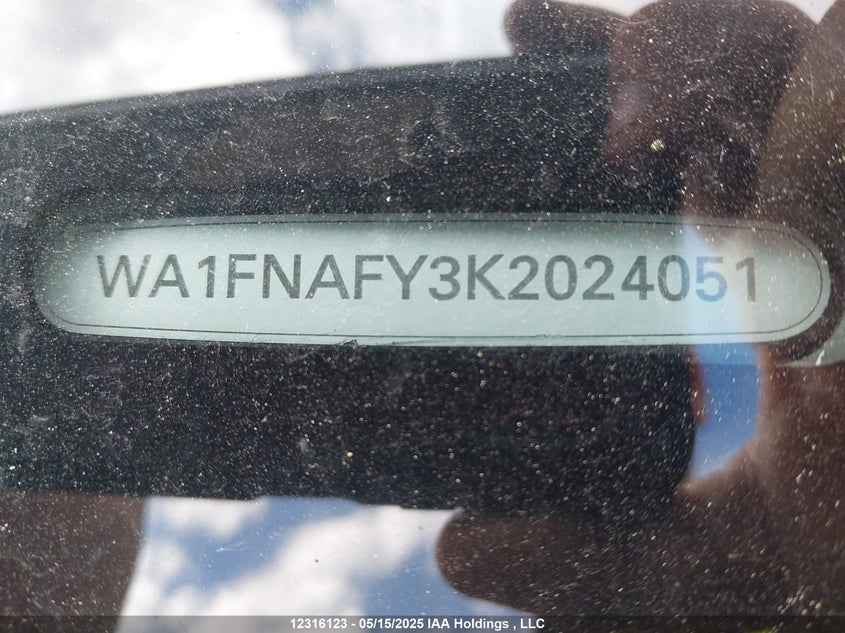 WA1FNAFY3K2024051
12316123 - 05/15/2025 IAA Holdings , LLC